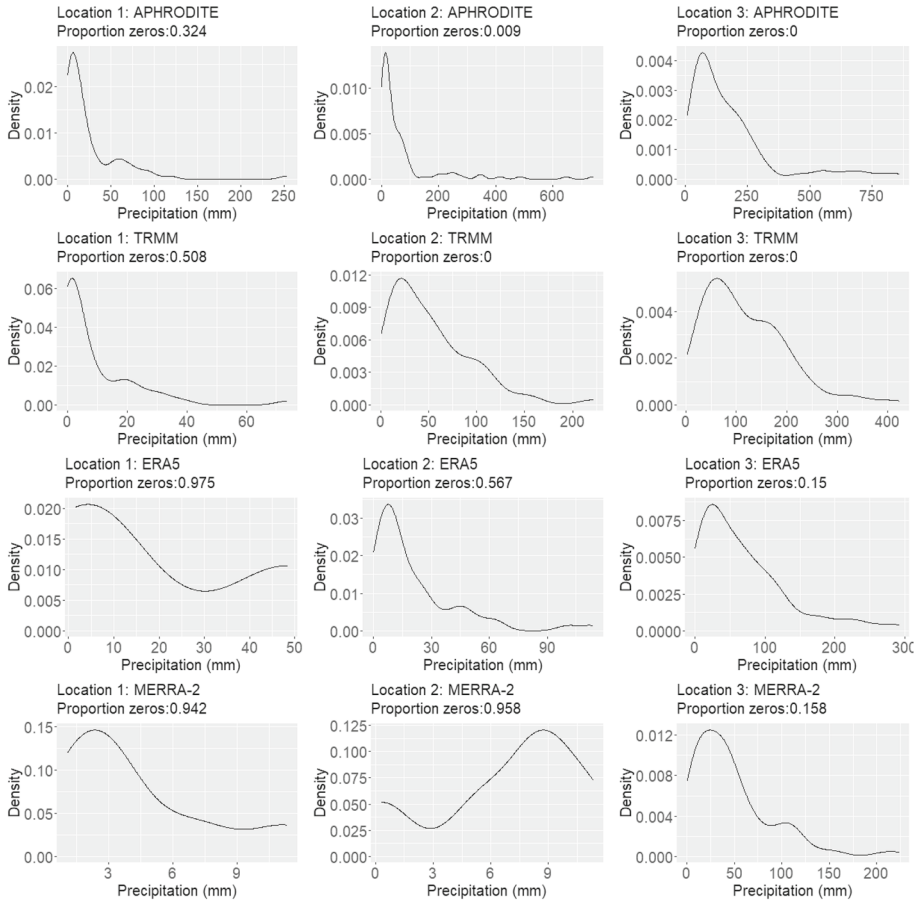 Location 1: APHRODITE
Proportion zeros:0.324
Density
0.02
0.01
0.00
0 50 100 150 200 250
Precipitation (mm)
Location 2: APHRODITE
Proportion zeros:0.009
Density
0.010
0.005
0.000
0 200 400 600
Precipitation (mm)
Location 3: APHRODITE
Proportion zeros:0
Density
0.004
0.003
0.002
0.001
0.000
0 250 500 750
Precipitation (mm)
Location 1: TRMM
Proportion zeros:0.508
Density
0.06
0.04
0.02
0.00
0 20 40 60
Precipitation (mm)
Location 2: TRMM
Proportion zeros:0
Density
0.012
0.009
0.006
0.003
0.000
0 50 100 150 200
Precipitation (mm)
Location 3: TRMM
Proportion zeros:0
Density
0.004
0.002
0.000
0 100 200 300 400
Precipitation (mm)
Location 1: ERA5
Proportion zeros:0.975
Density
0.020
0.015
0.010
0.005
0.000
0 10 20 30 40 50
Precipitation (mm)
Location 2: ERA5
Proportion zeros:0.567
Density
0.03
0.02
0.01
0.00
0 30 60 90
Precipitation (mm)
Location 3: ERA5
Proportion zeros:0.15
Density
0.0075
0.0050
0.0025
0.0000
0 100 200 300
Precipitation (mm)
Location 1: MERRA-2
Proportion zeros:0.942
Density
0.15
0.10
0.05
0.00
3 6 9
Precipitation (mm)
Location 2: MERRA-2
Proportion zeros:0.958
Density
0.125
0.100
0.075
0.050
0.025
0.000
0 3 6 9
Precipitation (mm)
Location 3: MERRA-2
Proportion zeros:0.158
Density
0.012
0.008
0.004
0.000
0 50 100 150 200
Precipitation (mm)